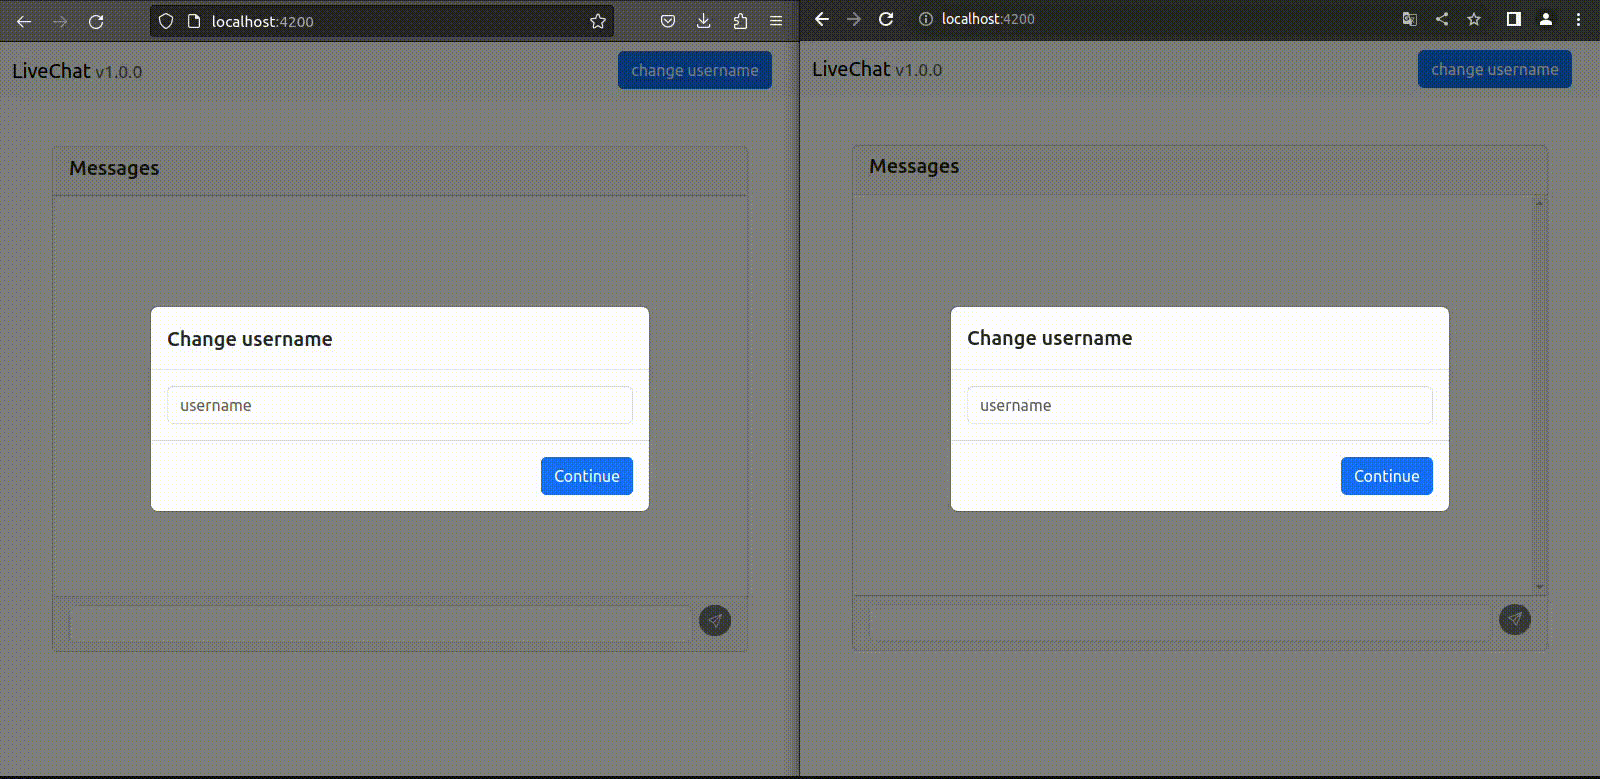 localhost:4200
LiveChat v1.0.0
change username
Messages
Change username
username
Continue
localhost:4200
LiveChat v1.0.0
change username
Messages
Change username
username
Continue